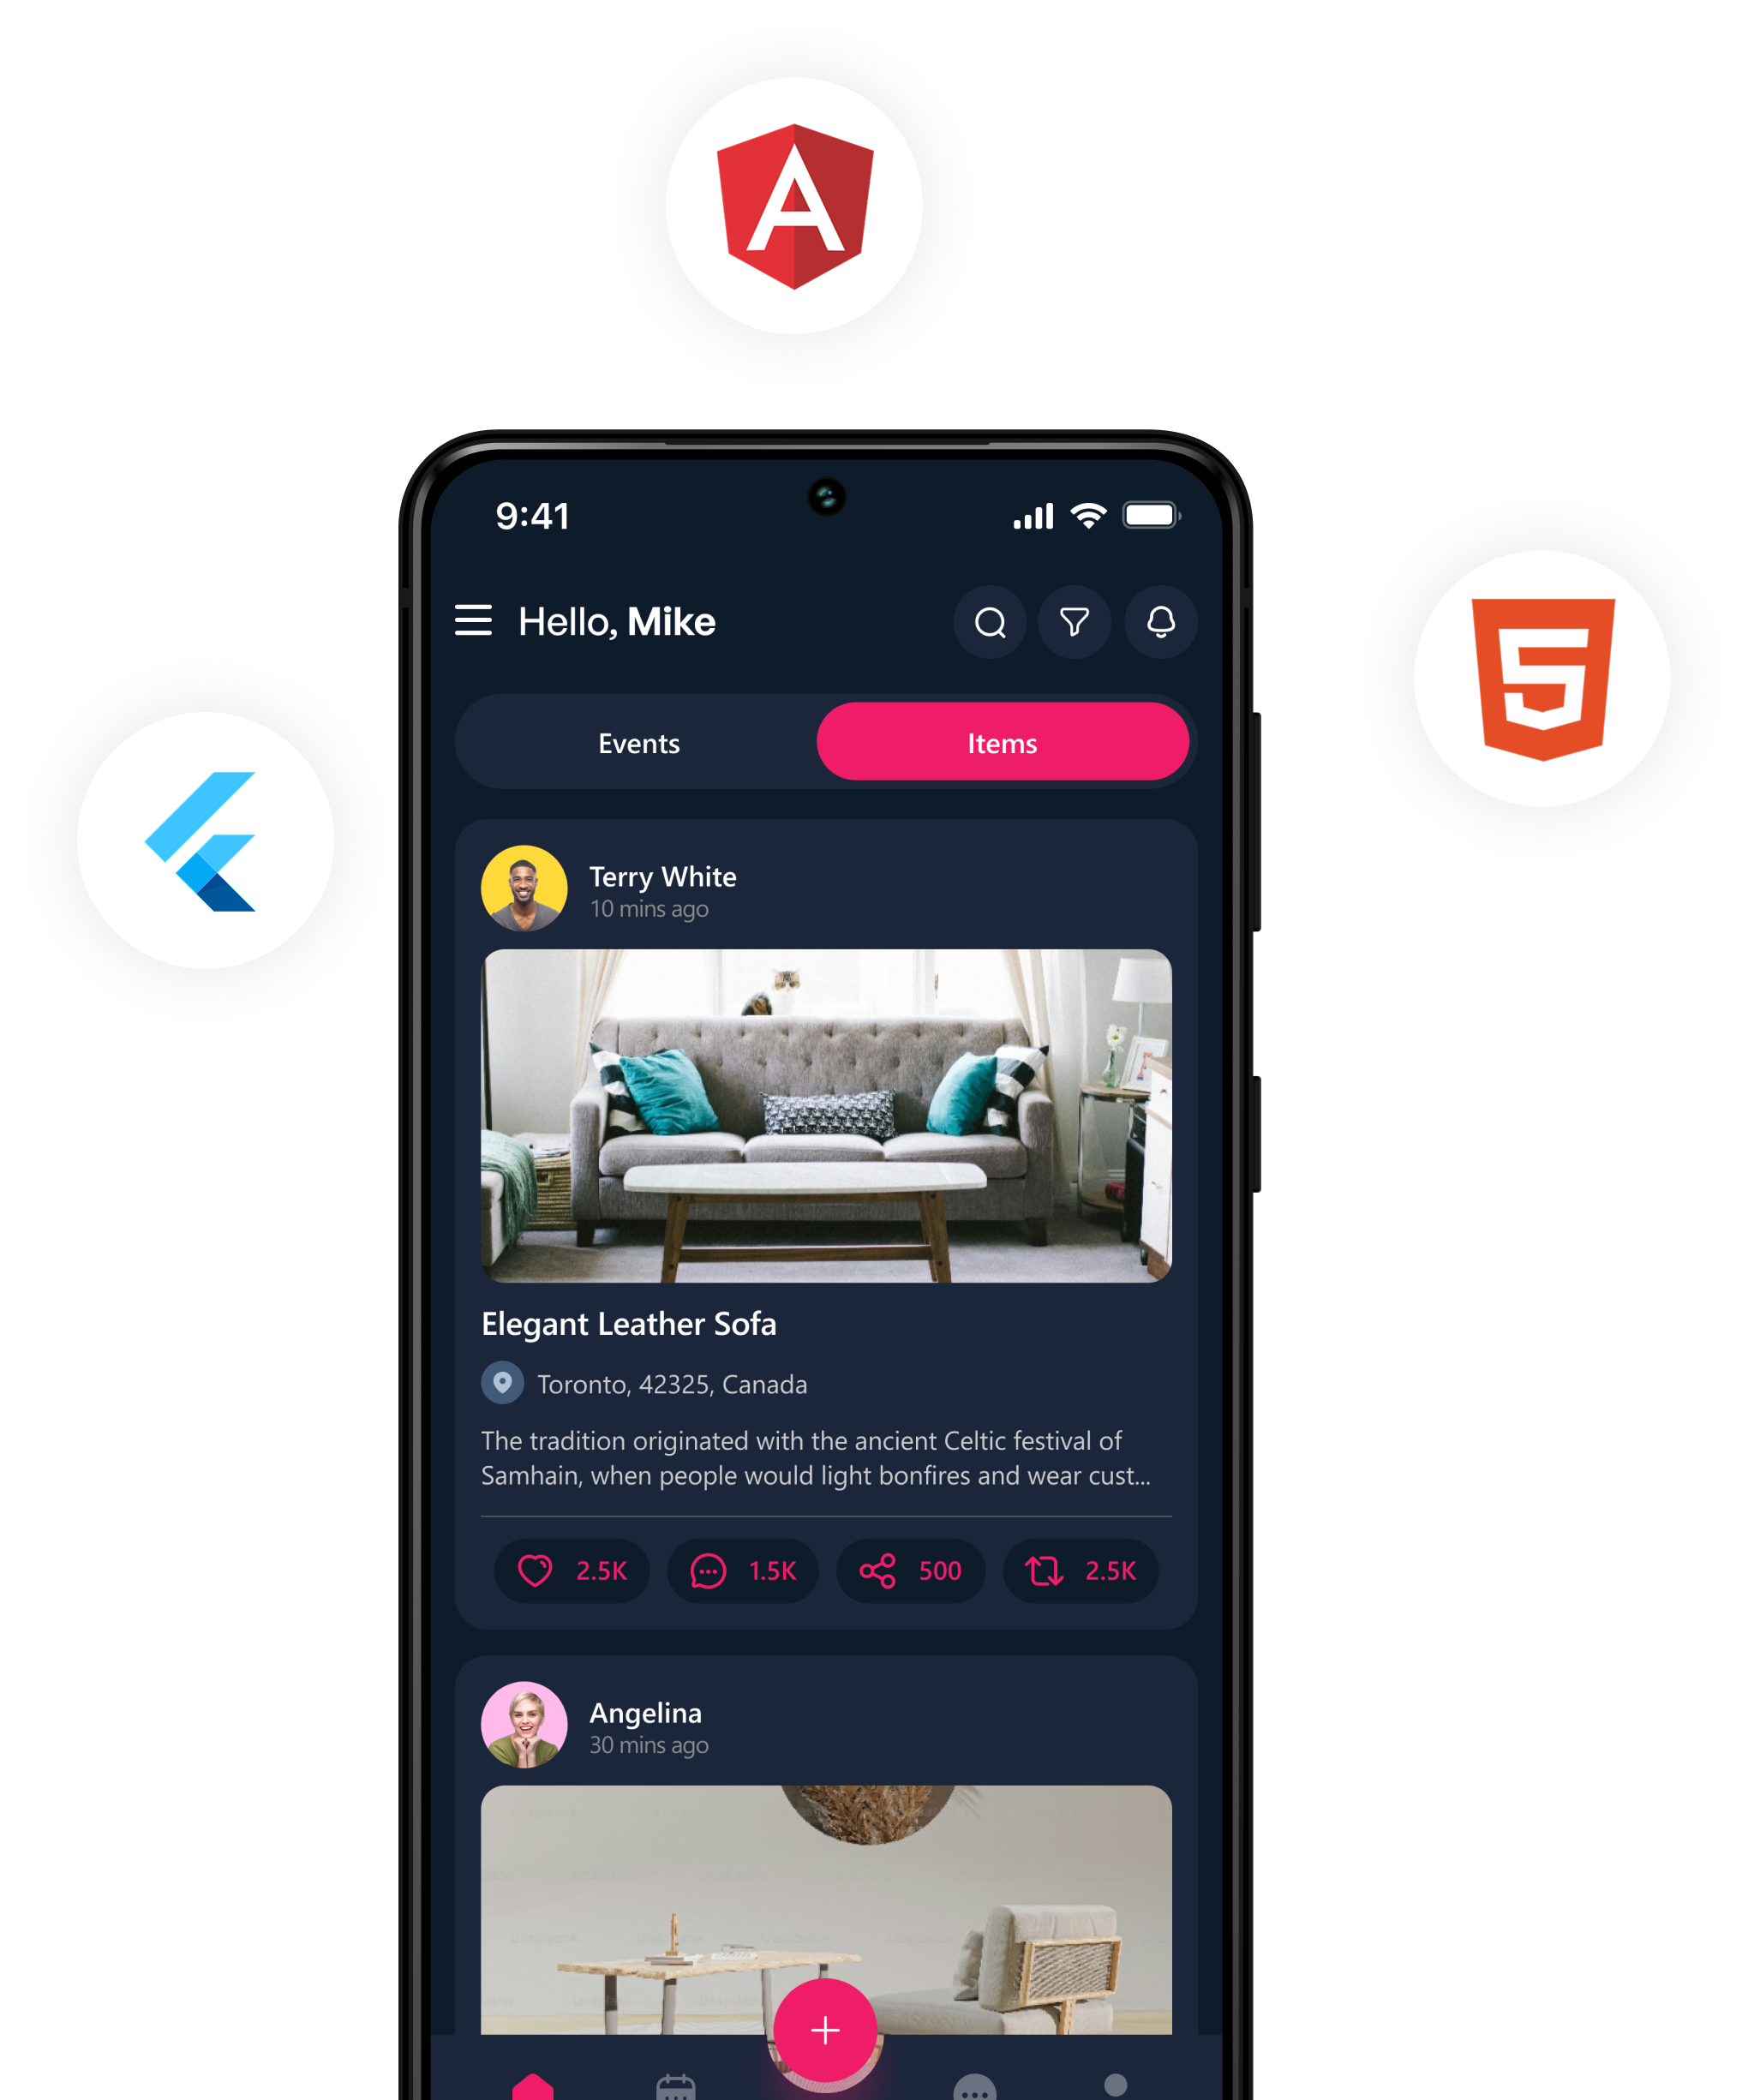 9:41
Hello, Mike
Events
Items
Terry White
10 mins ago
Elegant Leather Sofa
Toronto, 42325, Canada
The tradition originated with the ancient Celtic festival of
Samhain, when people would light bonfires and wear cust...
2.5K
1.5K
500
2.5K
Angelina
30 mins ago